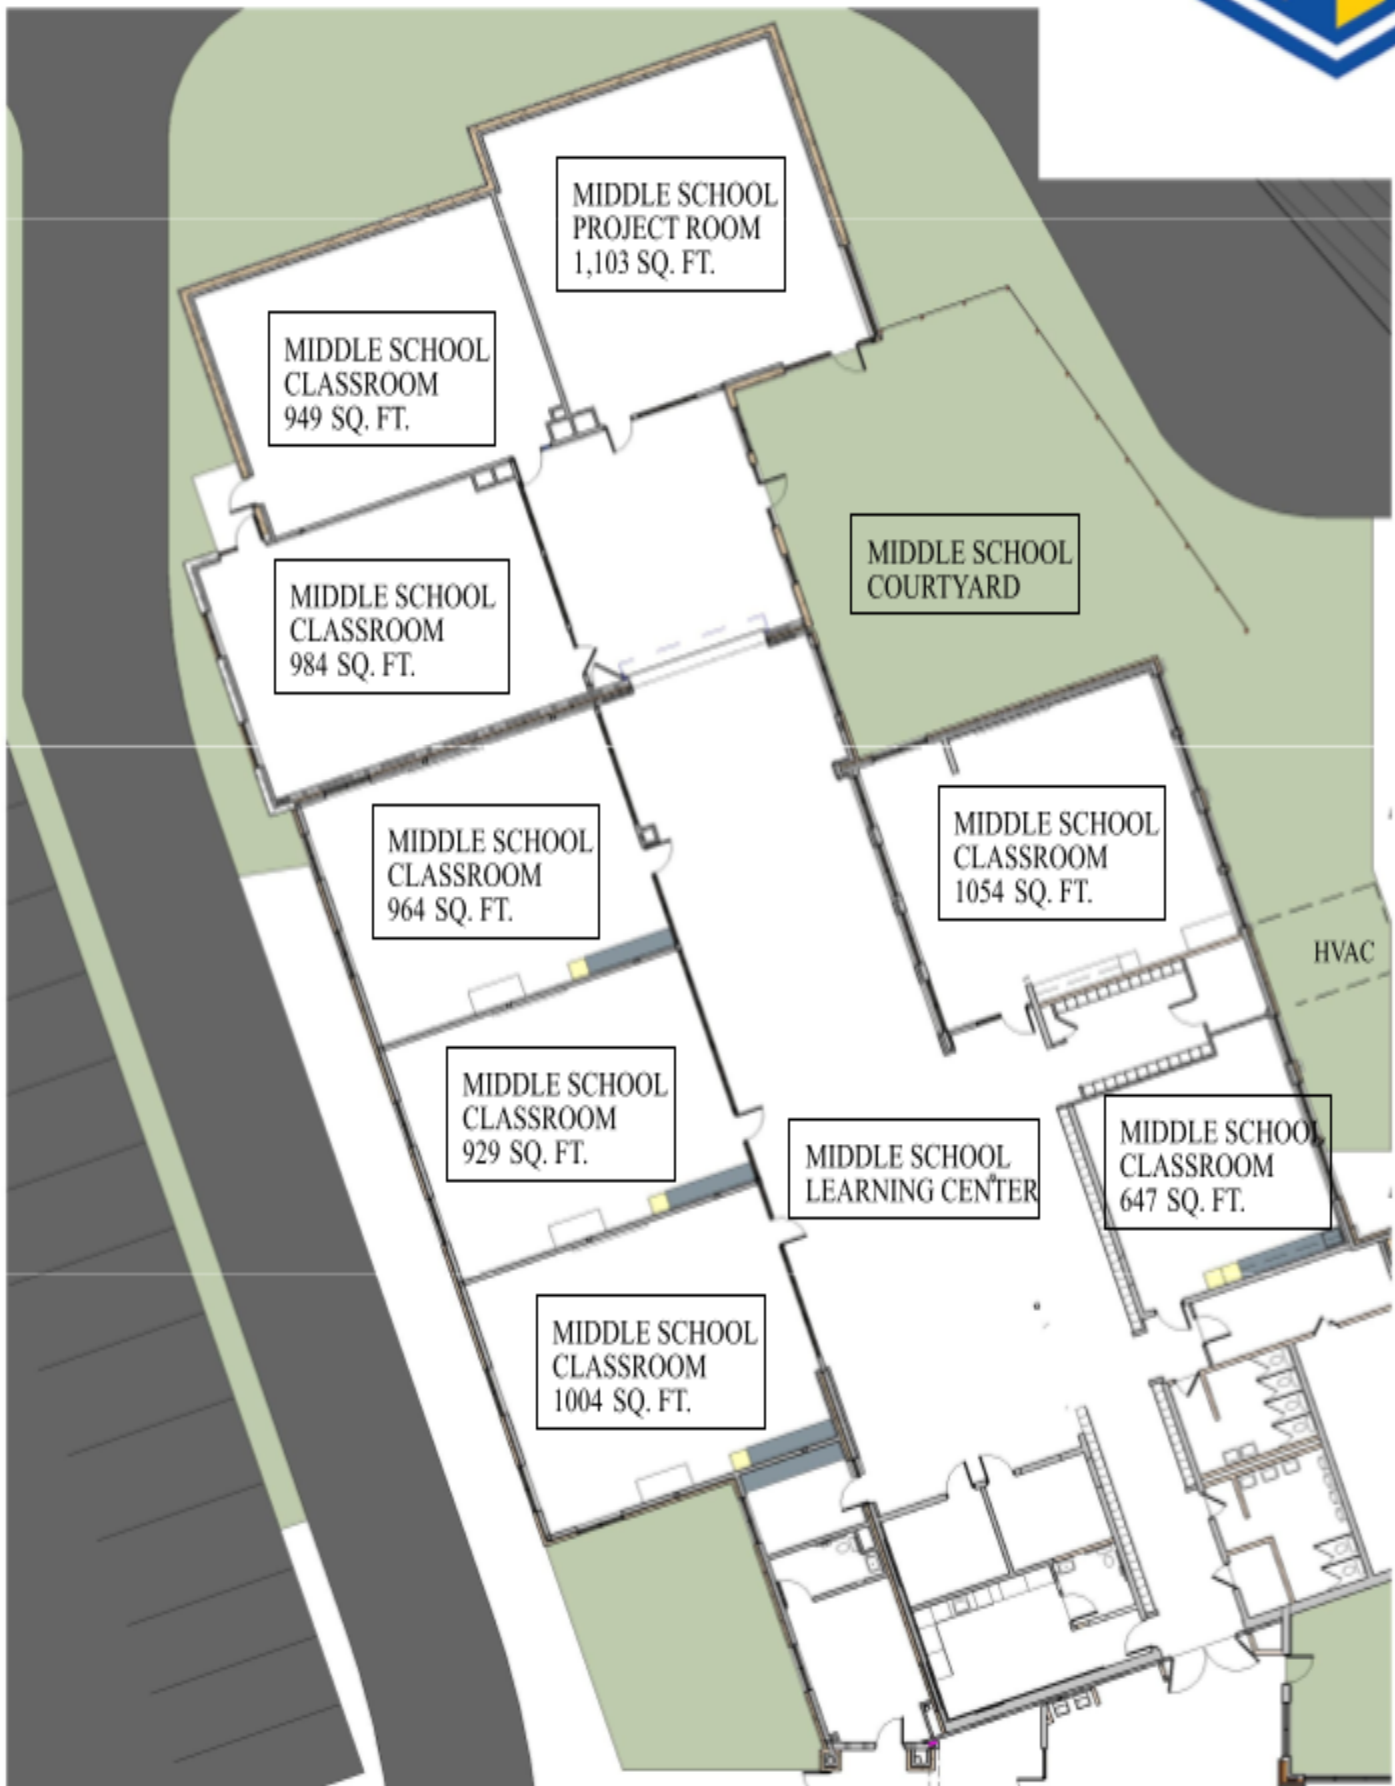 MIDDLE SCHOOL
PROJECT ROOM
1,103 SQ. FT.
MIDDLE SCHOOL
CLASSROOM
949 SQ. FT.
MIDDLE SCHOOL
COURTYARD
MIDDLE SCHOOL
CLASSROOM
984 SQ. FT.
MIDDLE SCHOOL
CLASSROOM
964 SQ. FT.
MIDDLE SCHOOL
CLASSROOM
1054 SQ. FT.
HVAC
MIDDLE SCHOOL
CLASSROOM
929 SQ. FT.
MIDDLE SCHOOL
LEARNING CENTER
MIDDLE SCHOOL
CLASSROOM
647 SQ. FT.
MIDDLE SCHOOL
CLASSROOM
1004 SQ. FT.